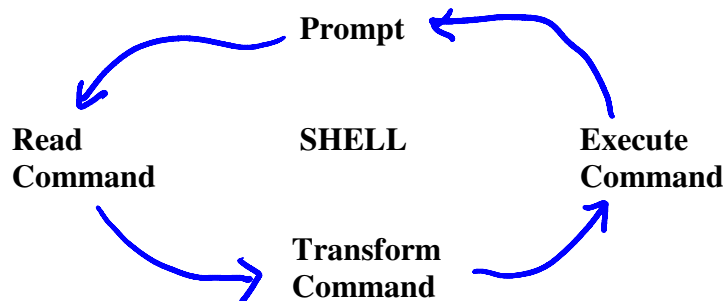 Prompt
Read
Command
SHELL
Execute
Command
Transform
Command